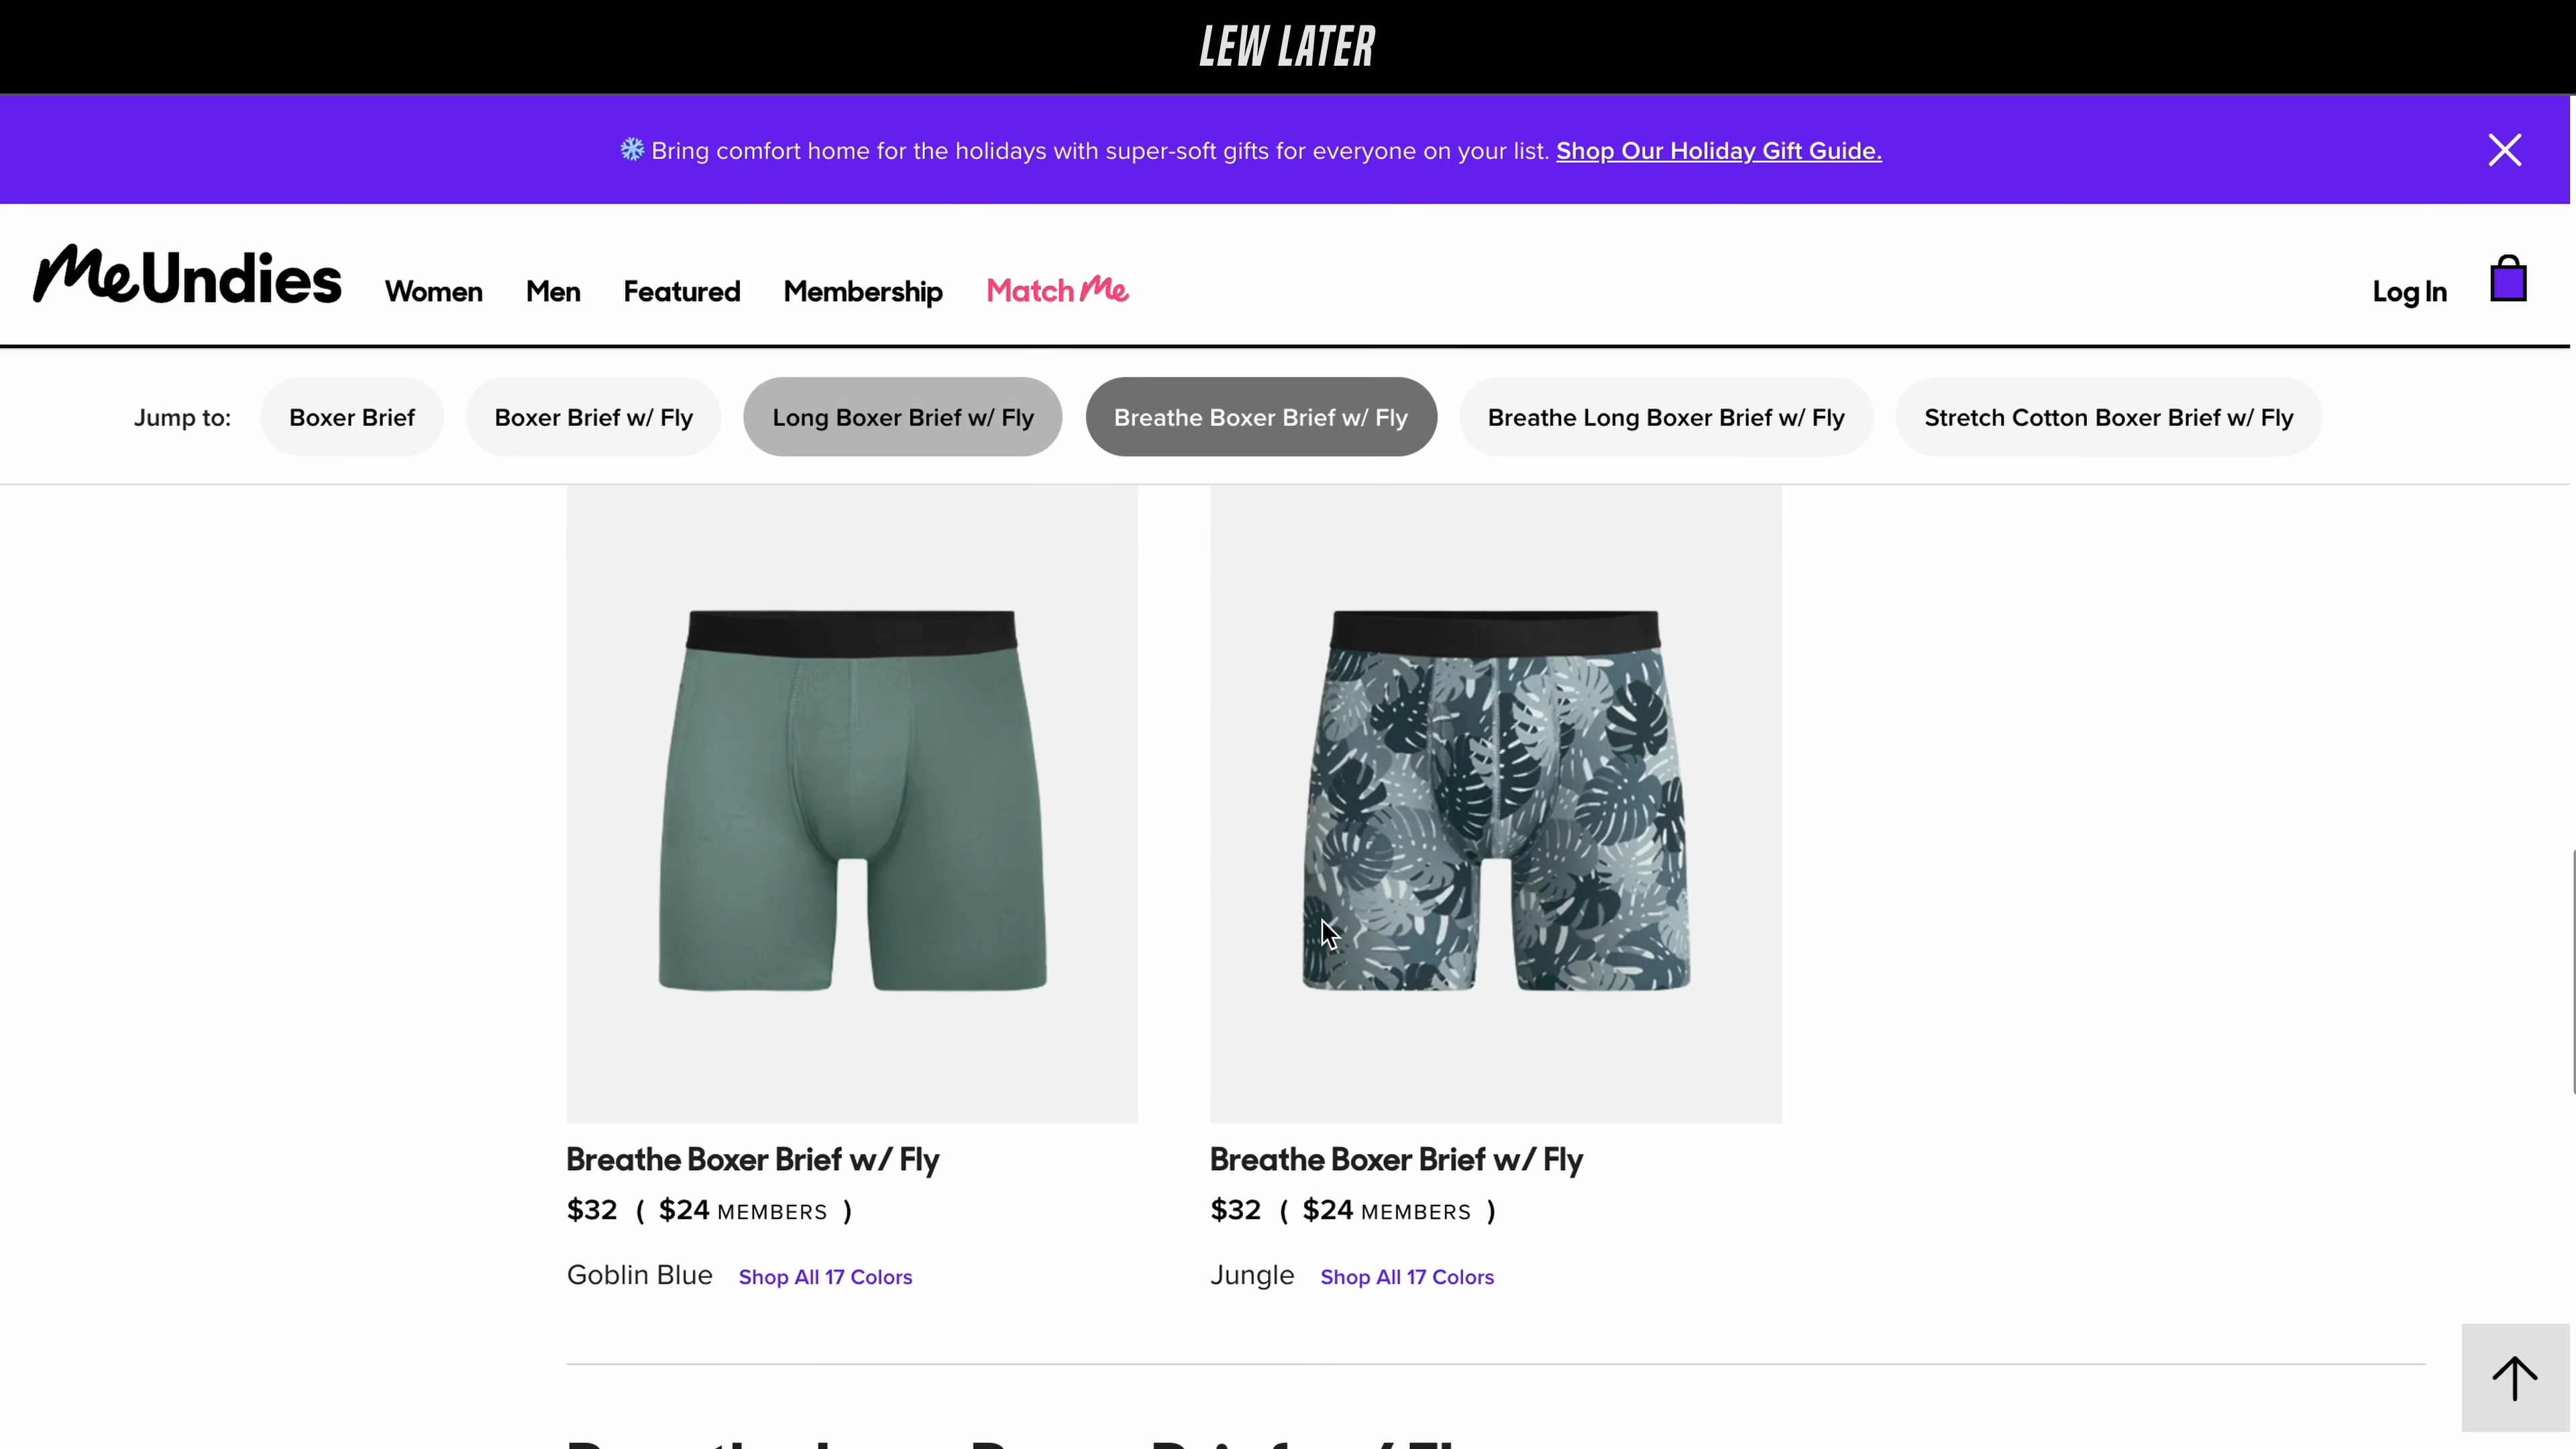 LEW LATER
Bring comfort home for the holidays with super-soft gifts for everyone on your list. Shop Our Holiday Gift Guide.
MeUndies Women Men Featured Membership Match Me Log In
Jump to: Boxer Brief Boxer Brief w/ Fly Long Boxer Brief w/ Fly Breathe Boxer Brief w/ Fly Breathe Long Boxer Brief w/ Fly Stretch Cotton Boxer Brief w/ Fly
Breathe Boxer Brief w/ Fly
$32 ( $24 MEMBERS )
Goblin Blue Shop All 17 Colors
Breathe Boxer Brief w/ Fly
$32 ( $24 MEMBERS )
Jungle Shop All 17 Colors